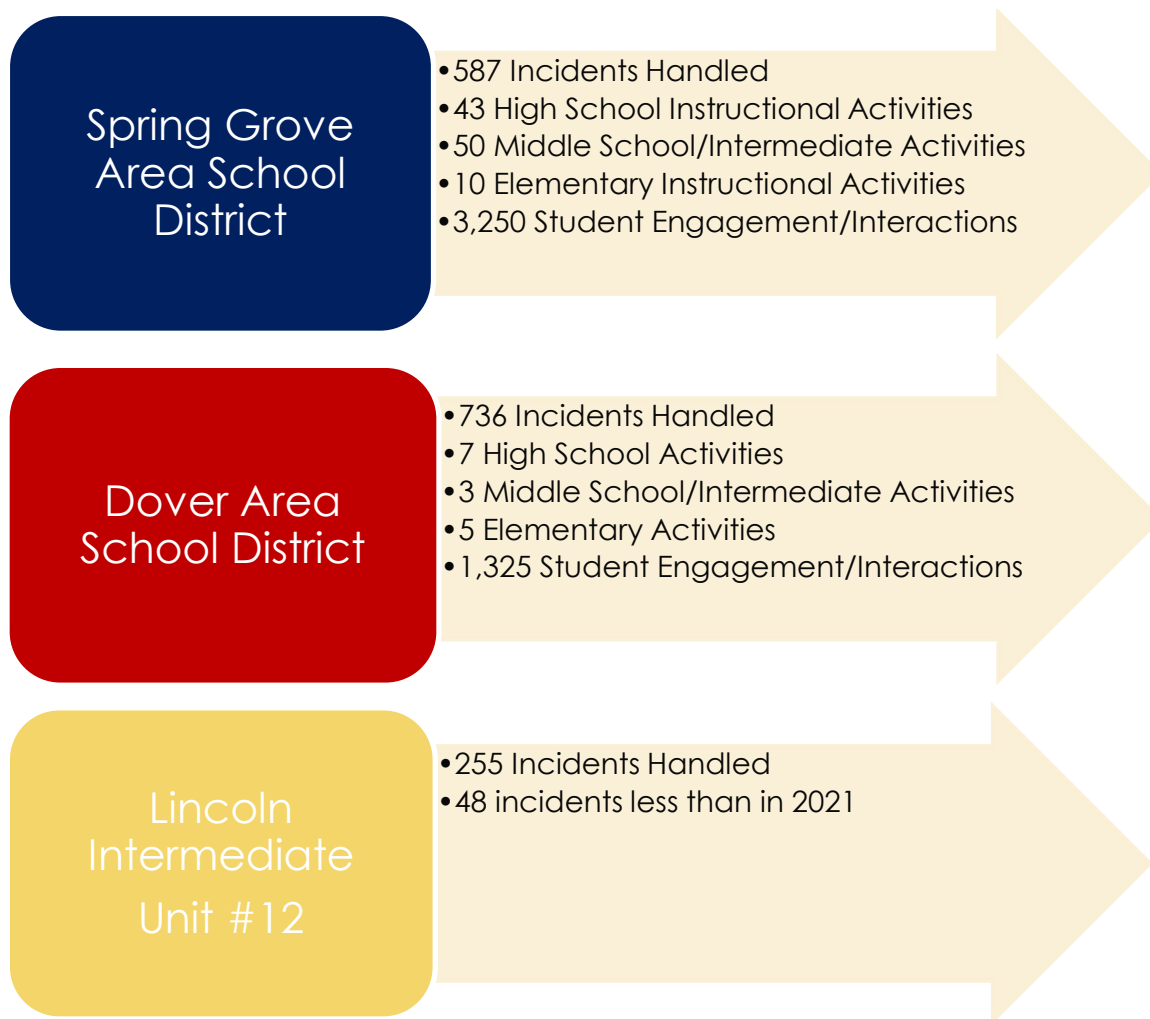 Spring Grove
Area School
District
•587 Incidents Handled
•43 High School Instructional Activities
•50 Middle School/Intermediate Activities
•10 Elementary Instructional Activities
•3,250 Student Engagement/Interactions
Dover Area
School District
•736 Incidents Handled
•7 High School Activities
•3 Middle School/Intermediate Activities
•5 Elementary Activities
•1,325 Student Engagement/Interactions
Lincoln
Intermediate
Unit #12
•255 Incidents Handled
•48 incidents less than in 2021